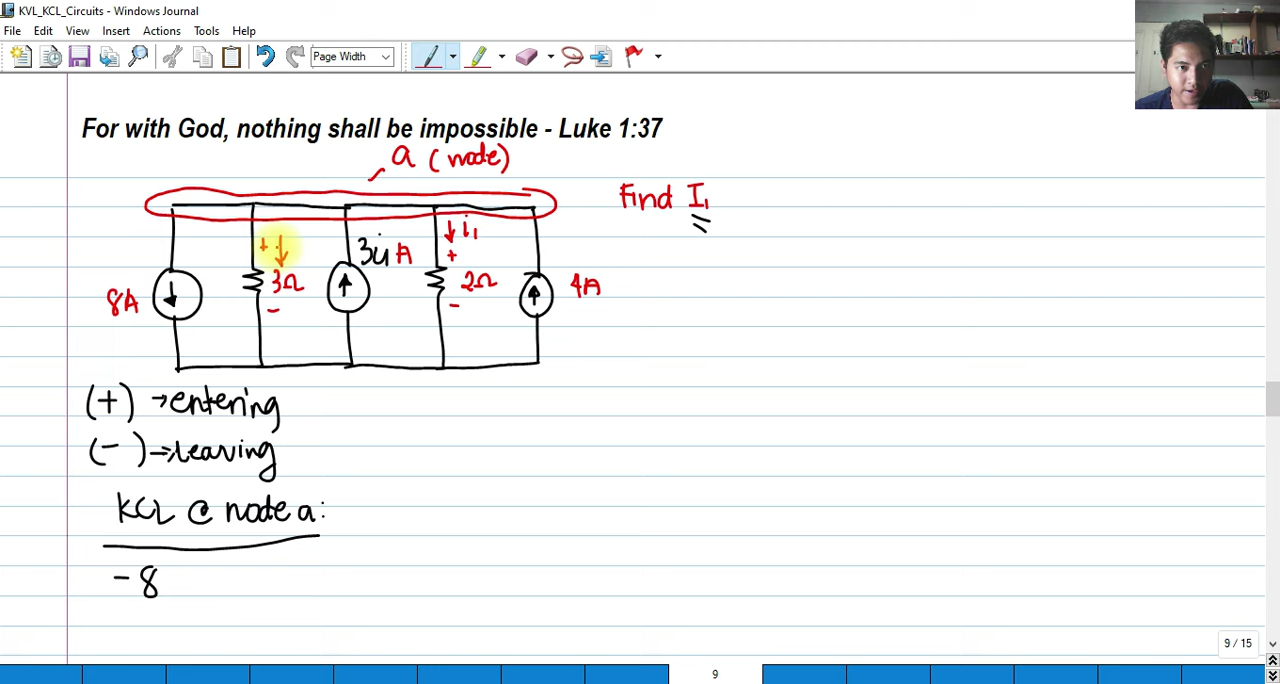 KVL_KCL_Circuits - Windows Journal
File Edit View Insert Actions Tools Help
Page Width
For with God, nothing shall be impossible - Luke 1:37
a (node)
Find I₁
i₁
+ + 
3i₁ A
8A 3Ω 2Ω 4A
- -
(+) → entering
(-) → leaving
KCL @ node a:
- 8
9 / 15
9